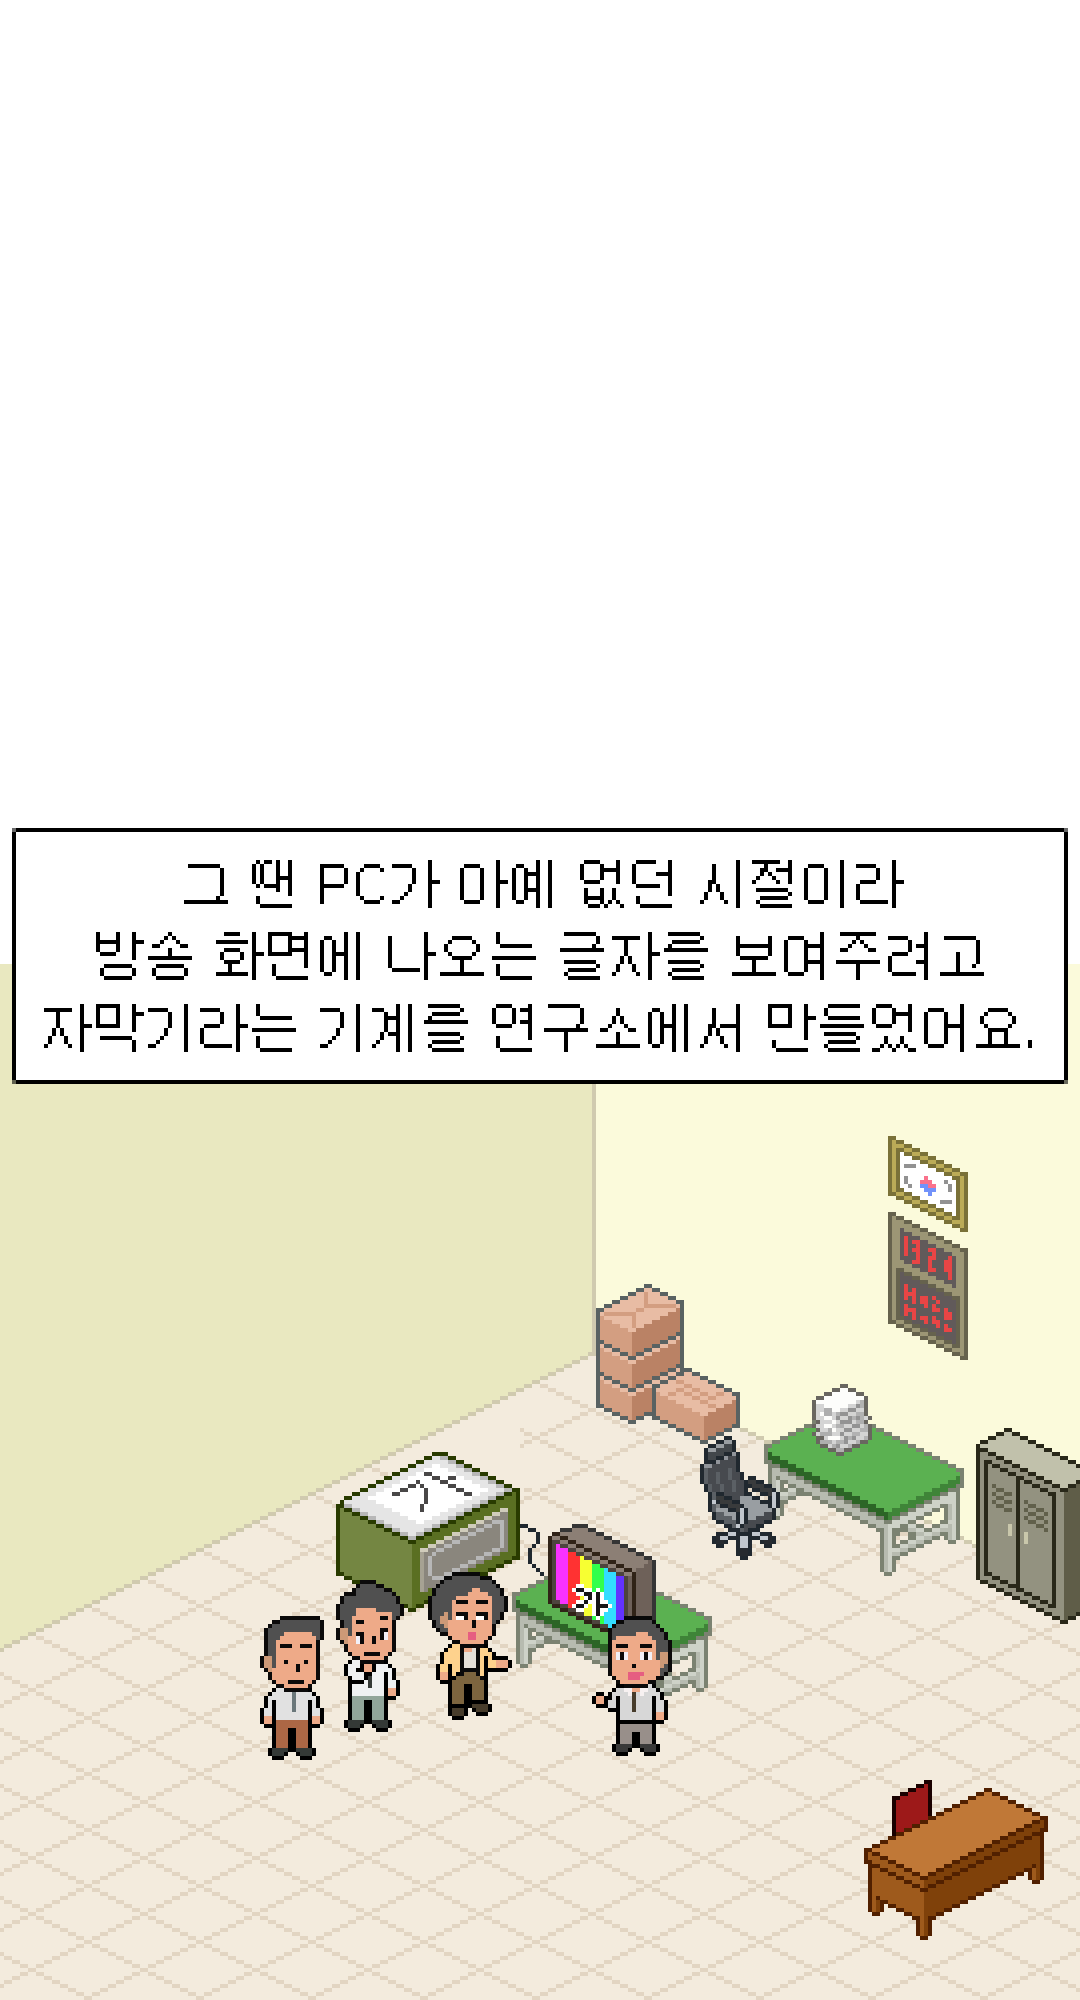 그 땐 PC가 아예 없던 시절이라
방송 화면에 나오는 글자를 보여주려고
자막기라는 기계를 연구소에서 만들었어요.
가
가